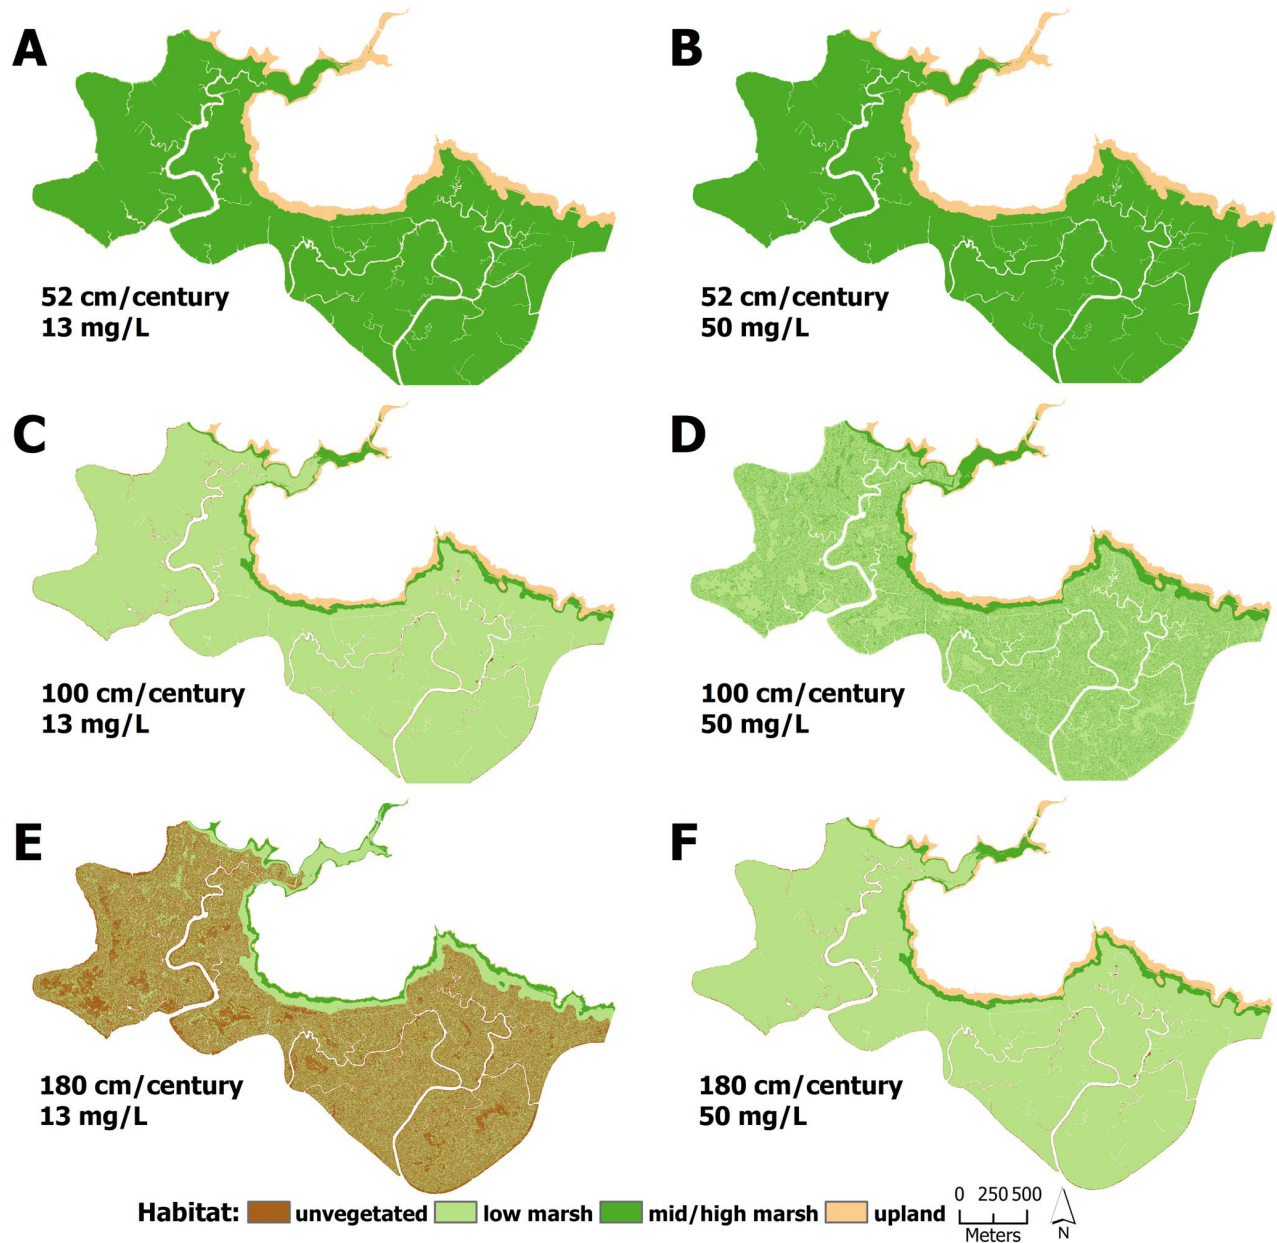 A
B
52 cm/century
13 mg/L
52 cm/century
50 mg/L
C
D
100 cm/century
13 mg/L
100 cm/century
50 mg/L
E
F
180 cm/century
13 mg/L
180 cm/century
50 mg/L
Habitat: unvegetated low marsh mid/high marsh upland
0 250 500
Meters
N